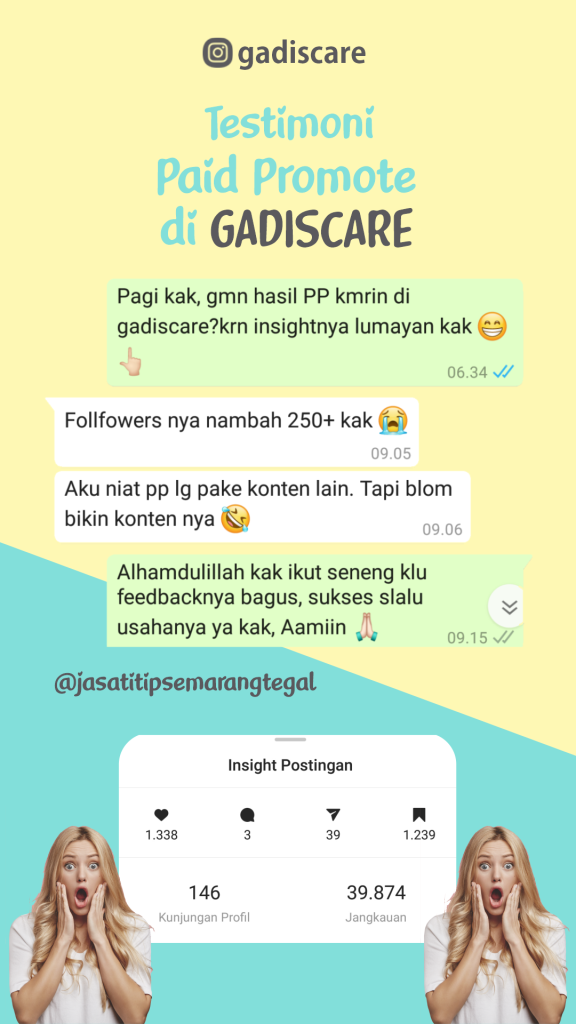 gadiscare
Testimoni
Paid Promote
di GADISCARE
Pagi kak, gmn hasil PP kmrin di
gadiscare?krn insightnya lumayan kak 😁
👆🏻
06.34
Follfowers nya nambah 250+ kak 😭
09.05
Aku niat pp lg pake konten lain. Tapi blom
bikin konten nya 🤣
09.06
Alhamdulillah kak ikut seneng klu
feedbacknya bagus, sukses slalu
usahanya ya kak, Aamiin 🙏🏻
09.15
@jasatitipsemarangtegal
Insight Postingan
1.338 3 39 1.239
146 39.874
Kunjungan Profil Jangkauan